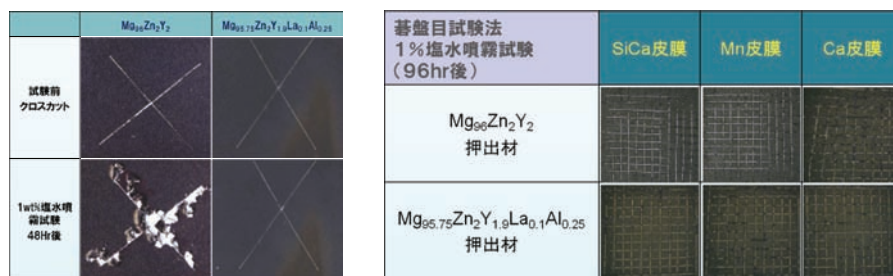 Mg96Zn2Y2
Mg95.75Zn2Y1.9La0.1Al0.25
試験前
クロスカット
1wt%塩水噴
霧試験
48Hr後
碁盤目試験法
1%塩水噴霧試験
(96hr後)
SiCa皮膜
Mn皮膜
Ca皮膜
Mg96Zn2Y2
押出材
Mg95.75Zn2Y1.9La0.1Al0.25
押出材